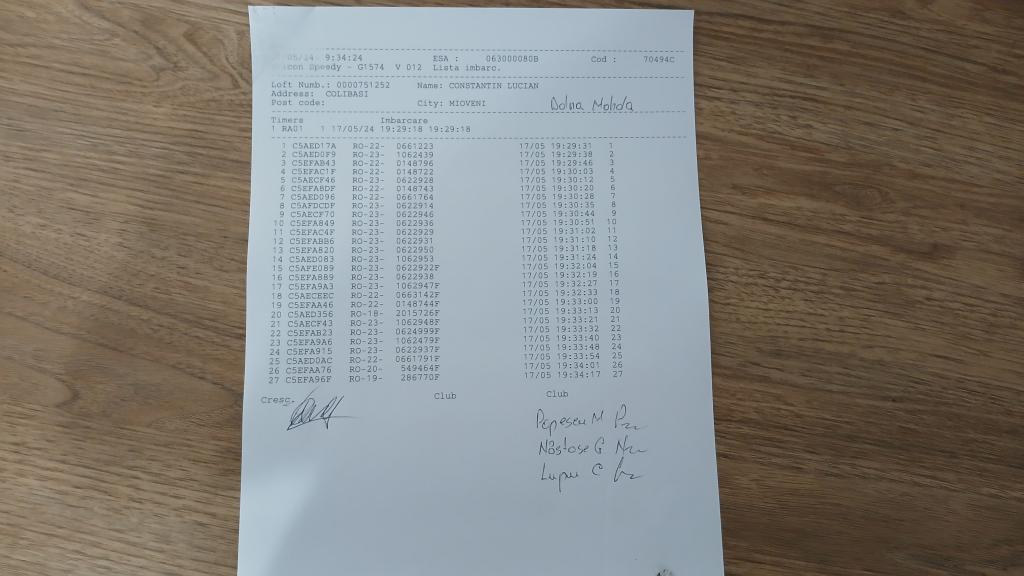 05/24 9:34:24 ESA : 063000080B Cod : 70494C
con Speedy - G1574 V 012 Lista imbarc.
Loft Numb.: 0000751252 Name: CONSTANTIN LUCIAN
Address: COLIBASI
Post code: City: MIOVENI Dolna Mohda
Timers Imbarcare
1 RA01 1 17/05/24 19:29:18 19:29:18
1 C5AED17A RO-22- 0661223 17/05 19:29:31 1
2 C5AED0F9 RO-23- 1062439 17/05 19:29:38 2
3 C5EFAB43 RO-22- 0148796 17/05 19:29:46 3
4 C5EFAC1F RO-22- 0148722 17/05 19:30:03 4
5 C5AECF46 RO-23- 0622928 17/05 19:30:12 5
6 C5EFA8DF RO-22- 0148743 17/05 19:30:20 6
7 C5AED096 RO-22- 0661764 17/05 19:30:28 7
8 C5AFDCDF RO-23- 0622914 17/05 19:30:35 8
9 C5AECF70 RO-23- 0622946 17/05 19:30:44 9
10 C5EFA849 RO-23- 0622936 17/05 19:30:51 10
11 C5EFAC4F RO-23- 0622929 17/05 19:31:02 11
12 C5EFABB6 RO-23- 0622931 17/05 19:31:10 12
13 C5EFA820 RO-23- 0622950 17/05 19:31:18 13
14 C5AED083 RO-23- 1062953 17/05 19:31:24 14
15 C5AFE089 RO-23- 0622922F 17/05 19:32:04 15
16 C5EFA889 RO-23- 0622938 17/05 19:32:19 16
17 C5EFA9A3 RO-23- 1062947F 17/05 19:32:27 17
18 C5AECEEC RO-22- 0663142F 17/05 19:32:33 18
19 C5EFAA46 RO-22- 0148744F 17/05 19:33:00 19
20 C5AED356 RO-18- 2015726F 17/05 19:33:13 20
21 C5AECF43 RO-23- 1062948F 17/05 19:33:21 21
22 C5EFAB23 RO-23- 0624999F 17/05 19:33:32 22
23 C5EFA9A6 RO-23- 1062479F 17/05 19:33:40 23
24 C5EFA915 RO-23- 0622937F 17/05 19:33:48 24
25 C5AED0AC RO-22- 0661791F 17/05 19:33:54 25
26 C5EFAA76 RO-20- 549464F 17/05 19:34:01 26
27 C5EFA96F RO-19- 286770F 17/05 19:34:17 27
Cresc. Club Club
Popescu M
Năstase G
Lupu C